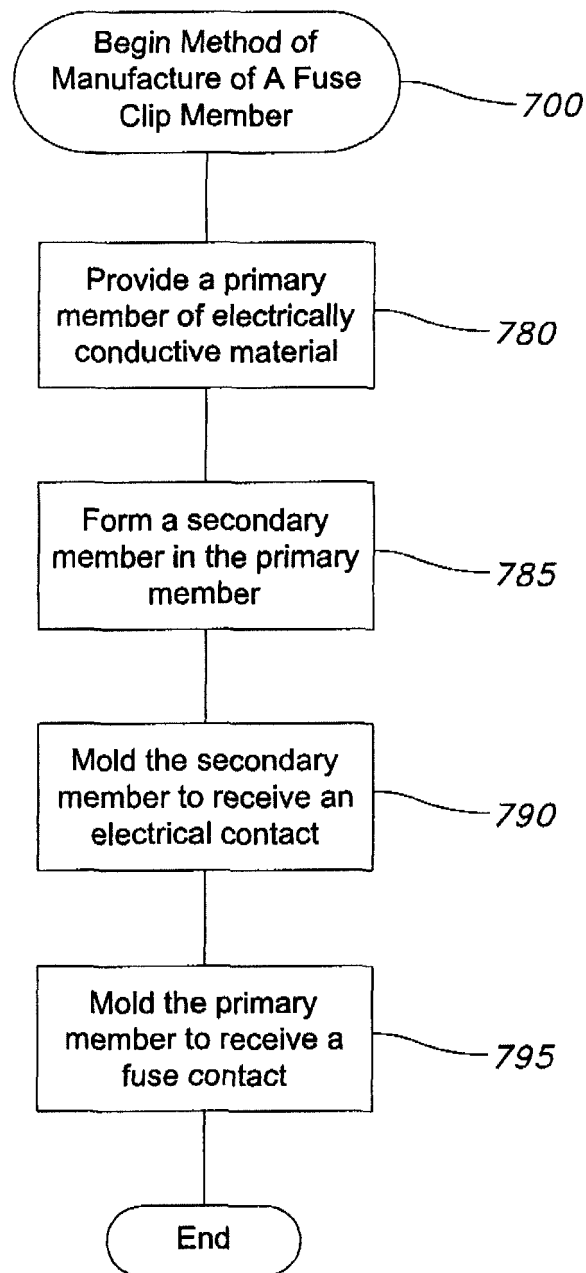 Begin Method of
Manufacture of A Fuse
Clip Member
700
Provide a primary
member of electrically
conductive material
780
Form a secondary
member in the primary
member
785
Mold the secondary
member to receive an
electrical contact
790
Mold the primary
member to receive a
fuse contact
795
End